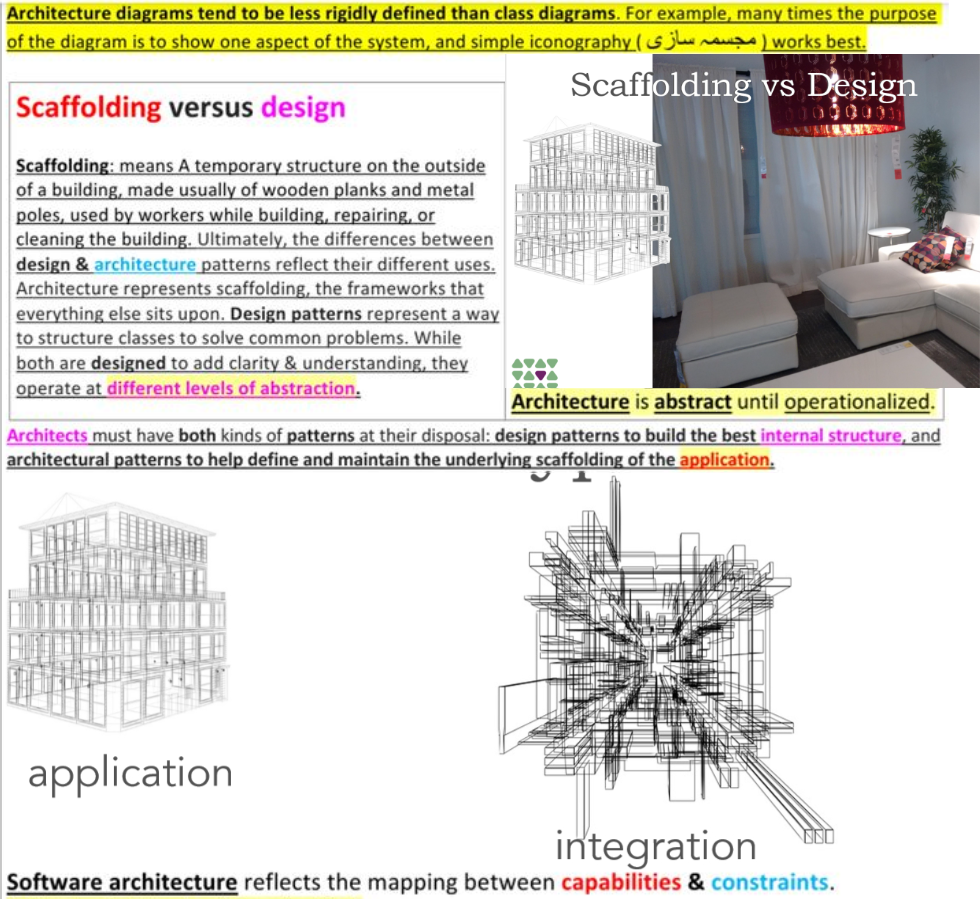 Architecture diagrams tend to be less rigidly defined than class diagrams. For example, many times the purpose
of the diagram is to show one aspect of the system, and simple iconography ( مجسمہ سازی ) works best.
Scaffolding versus design
Scaffolding: means A temporary structure on the outside
of a building, made usually of wooden planks and metal
poles, used by workers while building, repairing, or
cleaning the building. Ultimately, the differences between
design & architecture patterns reflect their different uses.
Architecture represents scaffolding, the frameworks that
everything else sits upon. Design patterns represent a way
to structure classes to solve common problems. While
both are designed to add clarity & understanding, they
operate at different levels of abstraction.
Scaffolding vs Design
Architecture is abstract until operationalized.
Architects must have both kinds of patterns at their disposal: design patterns to build the best internal structure, and
architectural patterns to help define and maintain the underlying scaffolding of the application.
application
integration
Software architecture reflects the mapping between capabilities & constraints.